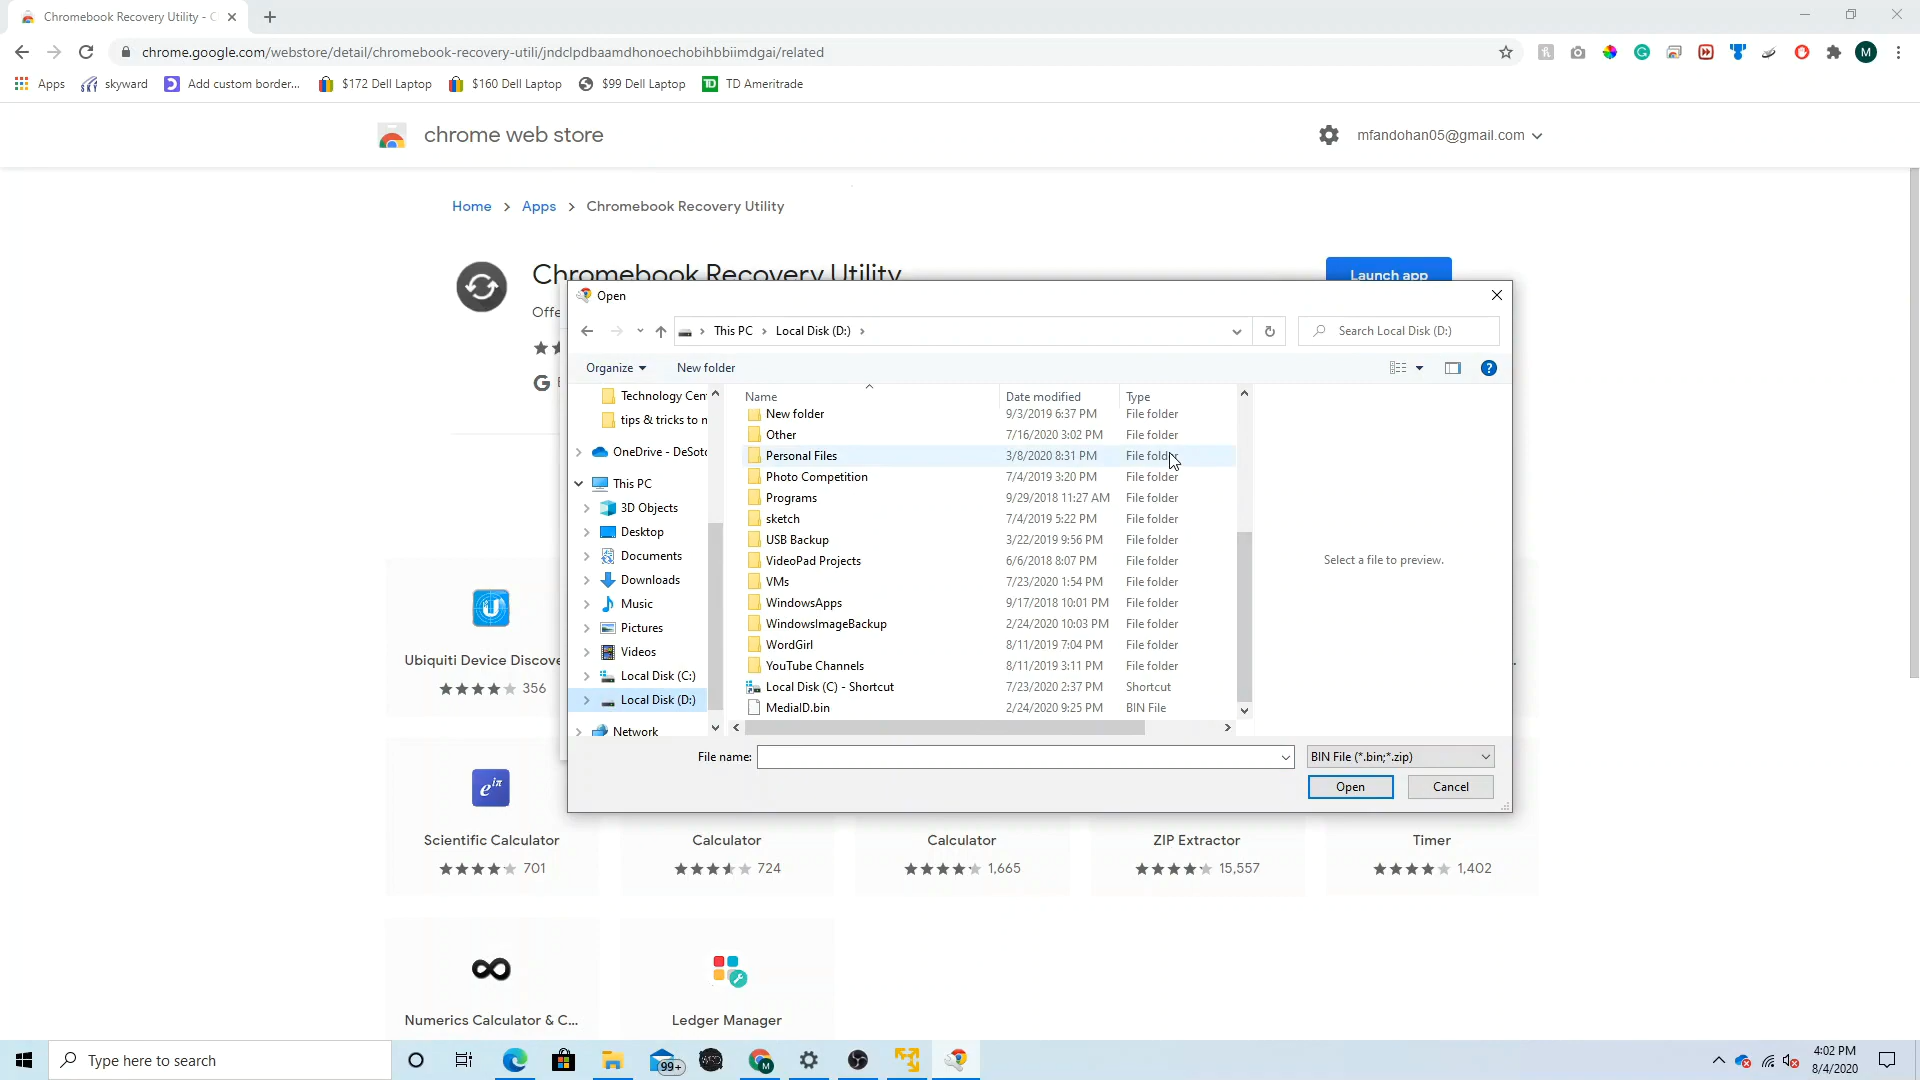 Chromebook Recovery Utility - C
chrome.google.com/webstore/detail/chromebook-recovery-utili/jndclpdbaamdhonoechobihbbiimdgai/related
M
Apps
skyward
Add custom border...
$172 Dell Laptop
$160 Dell Laptop
$99 Dell Laptop
TD Ameritrade
chrome web store
mfandohan05@gmail.com
Home > Apps > Chromebook Recovery Utility
Chromebook Recovery Utility
Launch app
Offe
Open
This PC > Local Disk (D:) >
Search Local Disk (D:)
Organize
New folder
Technology Cen
tips & tricks to n
OneDrive - DeSoto
This PC
3D Objects
Desktop
Documents
Downloads
Music
Pictures
Videos
Local Disk (C:)
Local Disk (D:)
Network
Name Date modified Type
New folder 9/3/2019 6:37 PM File folder
Other 7/16/2020 3:02 PM File folder
Personal Files 3/8/2020 8:31 PM File folder
Photo Competition 7/4/2019 3:20 PM File folder
Programs 9/29/2018 11:27 AM File folder
sketch 7/4/2019 5:22 PM File folder
USB Backup 3/22/2019 9:56 PM File folder
VideoPad Projects 6/6/2018 8:07 PM File folder
VMs 7/23/2020 1:54 PM File folder
WindowsApps 9/17/2018 10:01 PM File folder
WindowsImageBackup 2/24/2020 10:03 PM File folder
WordGirl 8/11/2019 7:04 PM File folder
YouTube Channels 8/11/2019 3:11 PM File folder
Local Disk (C) - Shortcut 7/23/2020 2:37 PM Shortcut
MediaID.bin 2/24/2020 9:25 PM BIN File
Select a file to preview.
File name:
BIN File (*.bin;*.zip)
Open
Cancel
Ubiquiti Device Discove
356
Scientific Calculator
701
Calculator
724
Calculator
1,665
ZIP Extractor
15,557
Timer
1,402
Numerics Calculator & C...
Ledger Manager
Type here to search
99+
4:02 PM
8/4/2020